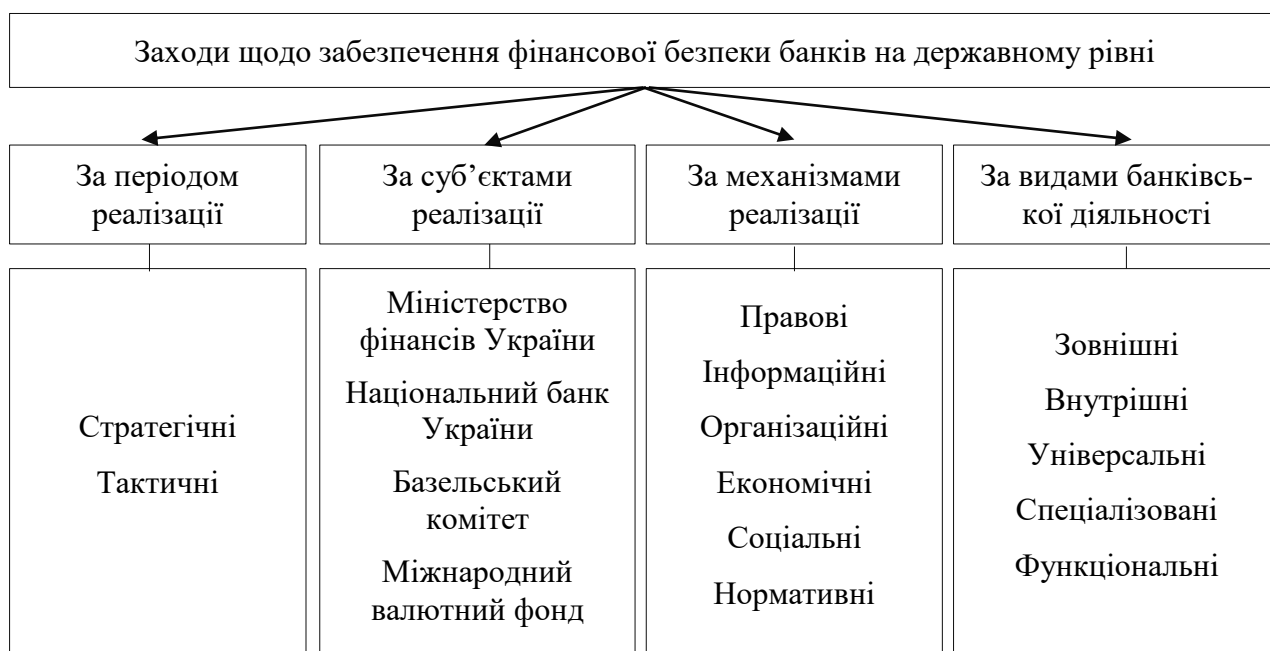 Заходи щодо забезпечення фінансової безпеки банків на державному рівні
За періодом
реалізації
За суб’єктами
реалізації
За механізмами
реалізації
За видами банківсь-
кої діяльності
Стратегічні
Тактичні
Міністерство
фінансів України
Національний банк
України
Базельський
комітет
Міжнародний
валютний фонд
Правові
Інформаційні
Організаційні
Економічні
Соціальні
Нормативні
Зовнішні
Внутрішні
Універсальні
Спеціалізовані
Функціональні